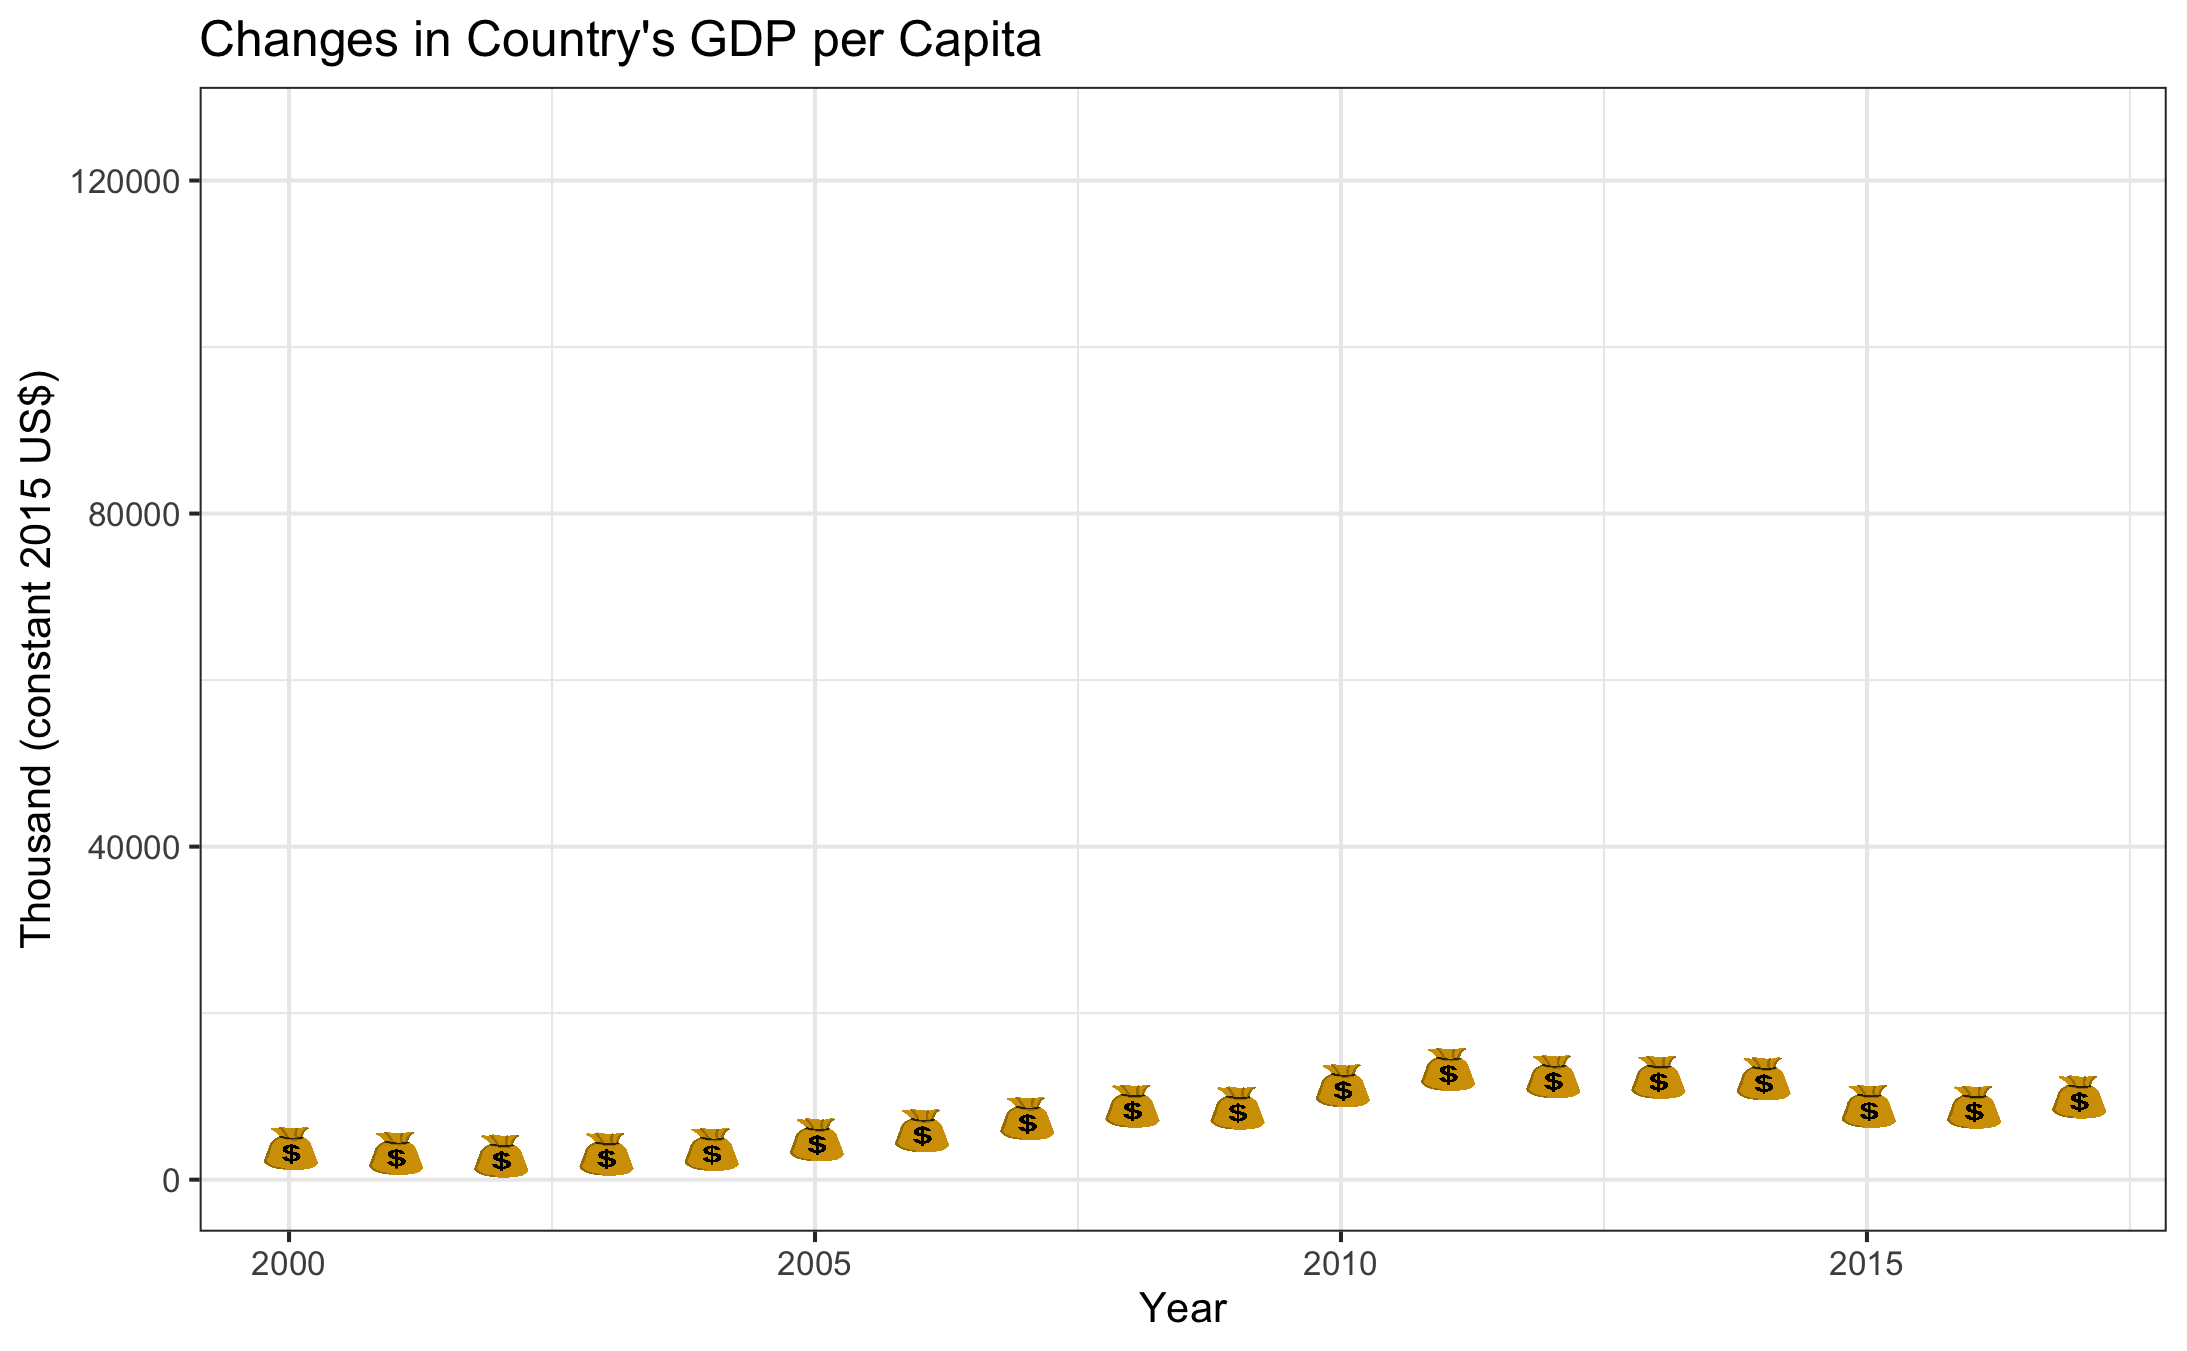 Changes in Country's GDP per Capita
Thousand (constant 2015 US$)
120000
80000
40000
0
$ $ $ $ $ $ $ $ $ $ $ $ $ $ $ $ $ $
2000 2005 2010 2015
Year